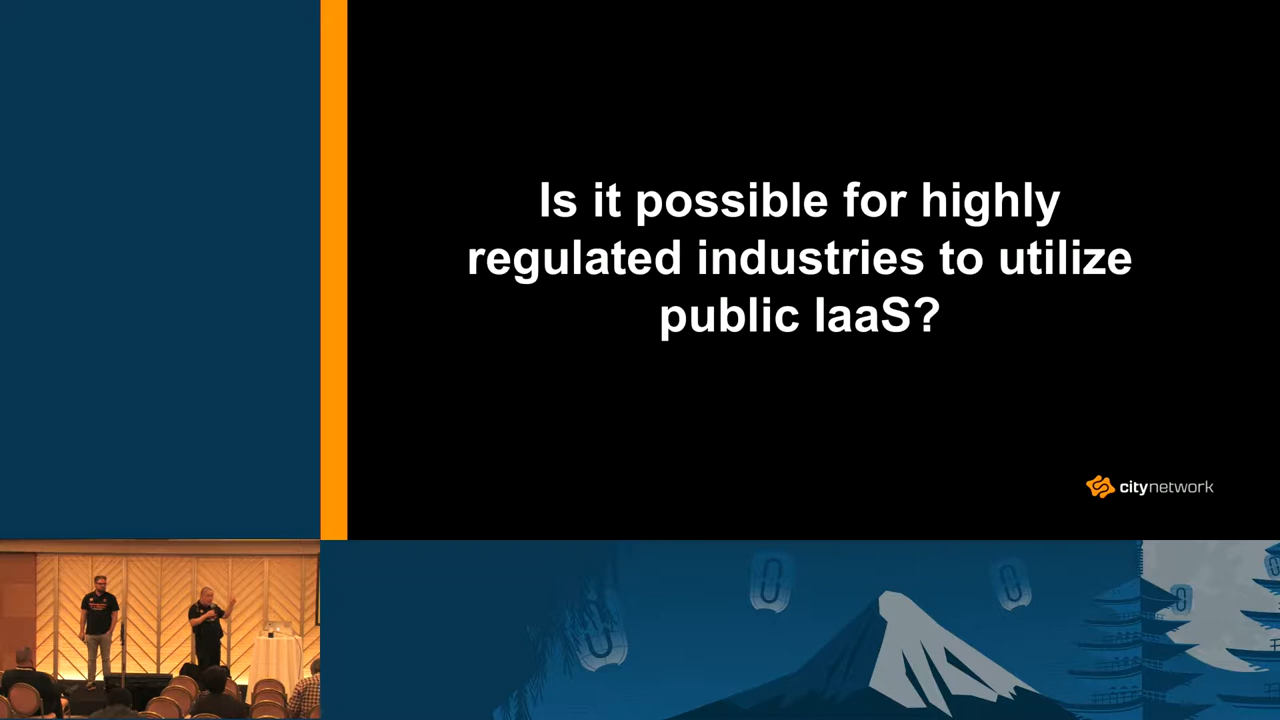 Is it possible for highly
regulated industries to utilize
public IaaS?
citynetwork